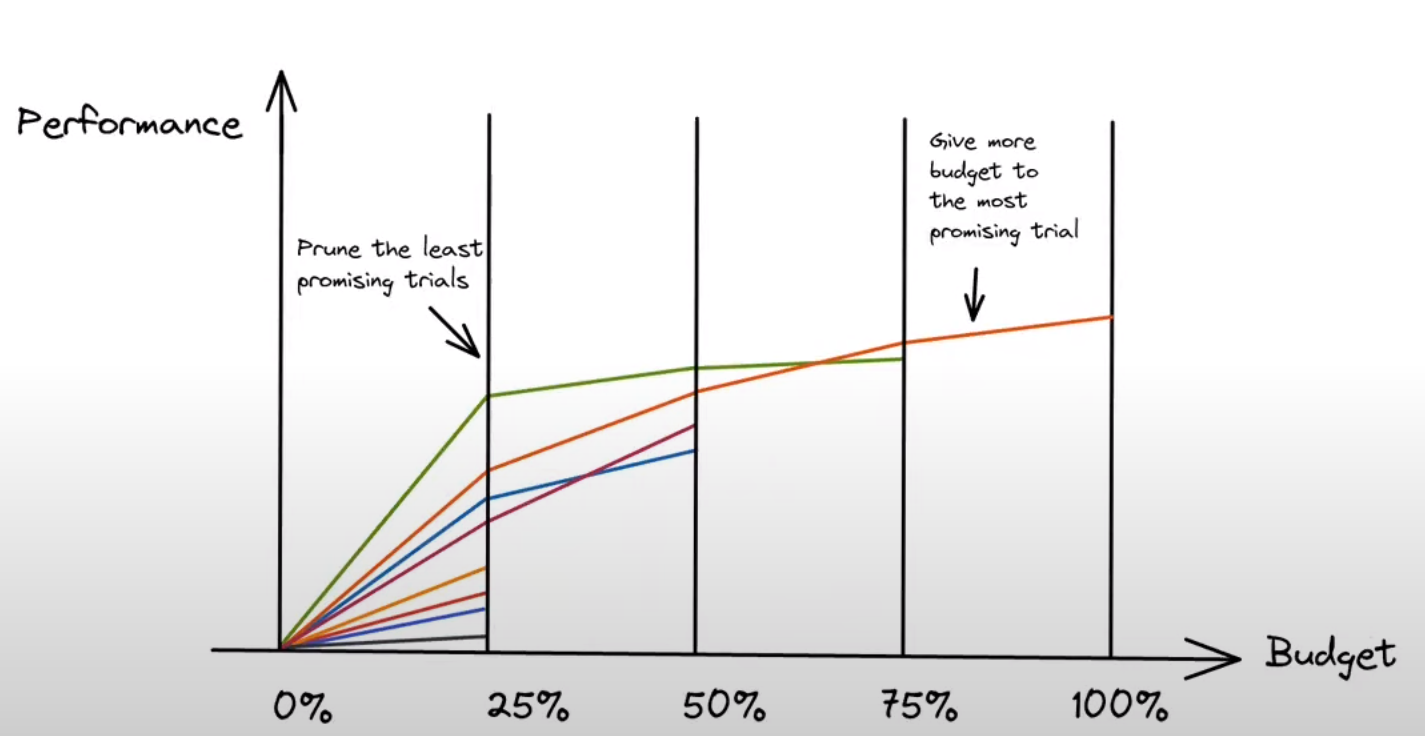 Performance
Give more
budget to
the most
promising trial
Prune the least
promising trials
Budget
0%
25%
50%
75%
100%